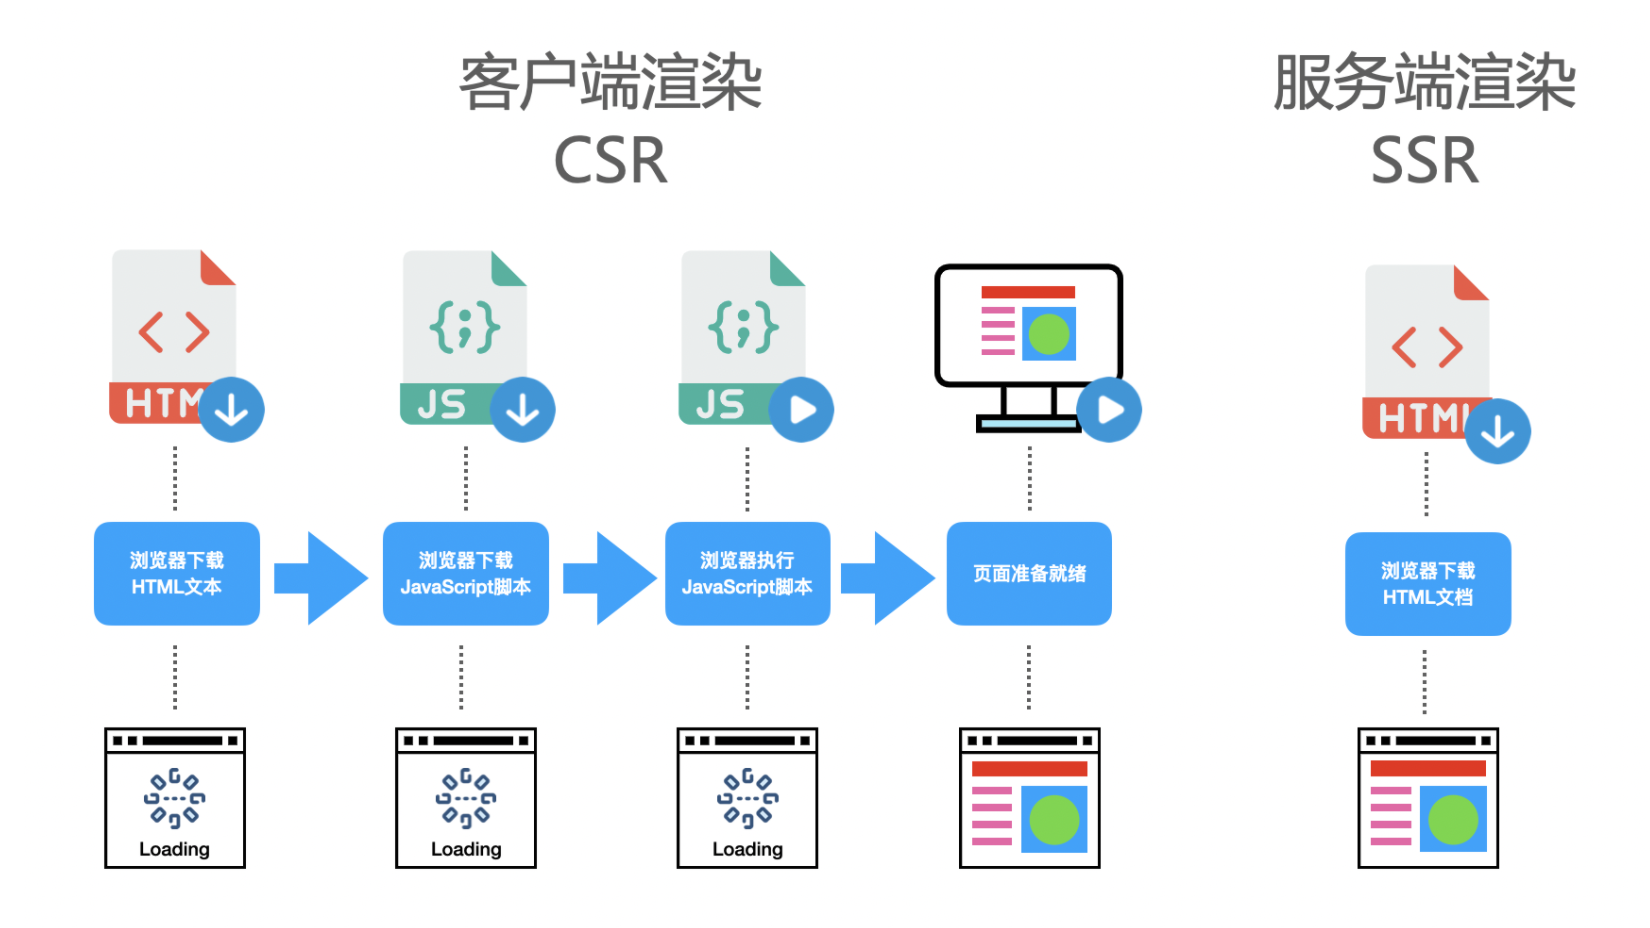 客户端渲染
CSR
服务端渲染
SSR
HTML
JS
JS
HTML
浏览器下载
HTML文本
浏览器下载
JavaScript脚本
浏览器执行
JavaScript脚本
页面准备就绪
浏览器下载
HTML文档
Loading
Loading
Loading